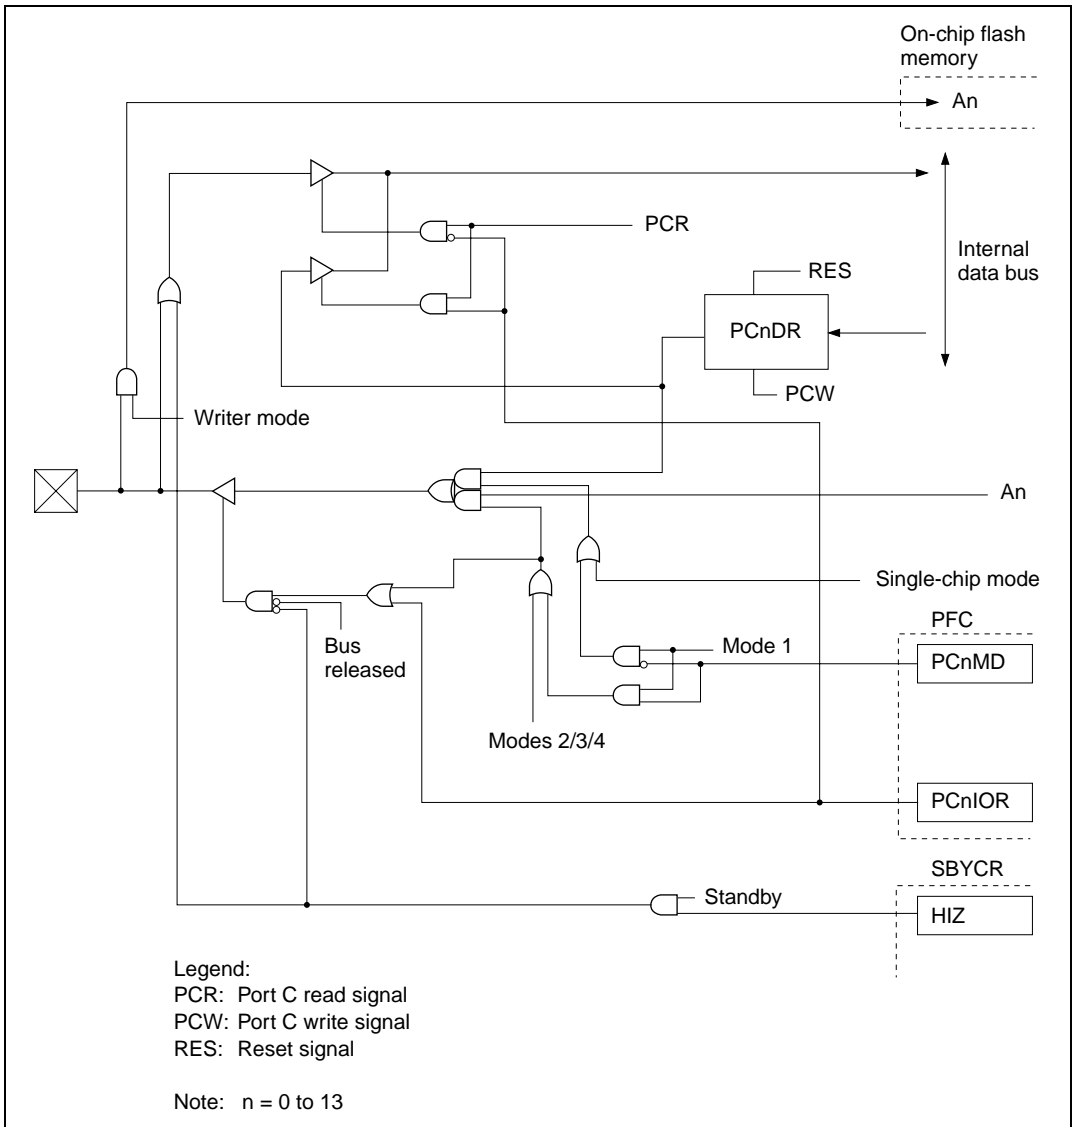 On-chip flash
memory
An
PCR
RES
Internal
data bus
PCnDR
PCW
Writer mode
An
Single-chip mode
PFC
Bus
released
Mode 1
PCnMD
Modes 2/3/4
PCnIOR
SBYCR
Standby
HIZ
Legend:
PCR: Port C read signal
PCW: Port C write signal
RES: Reset signal
Note: n = 0 to 13